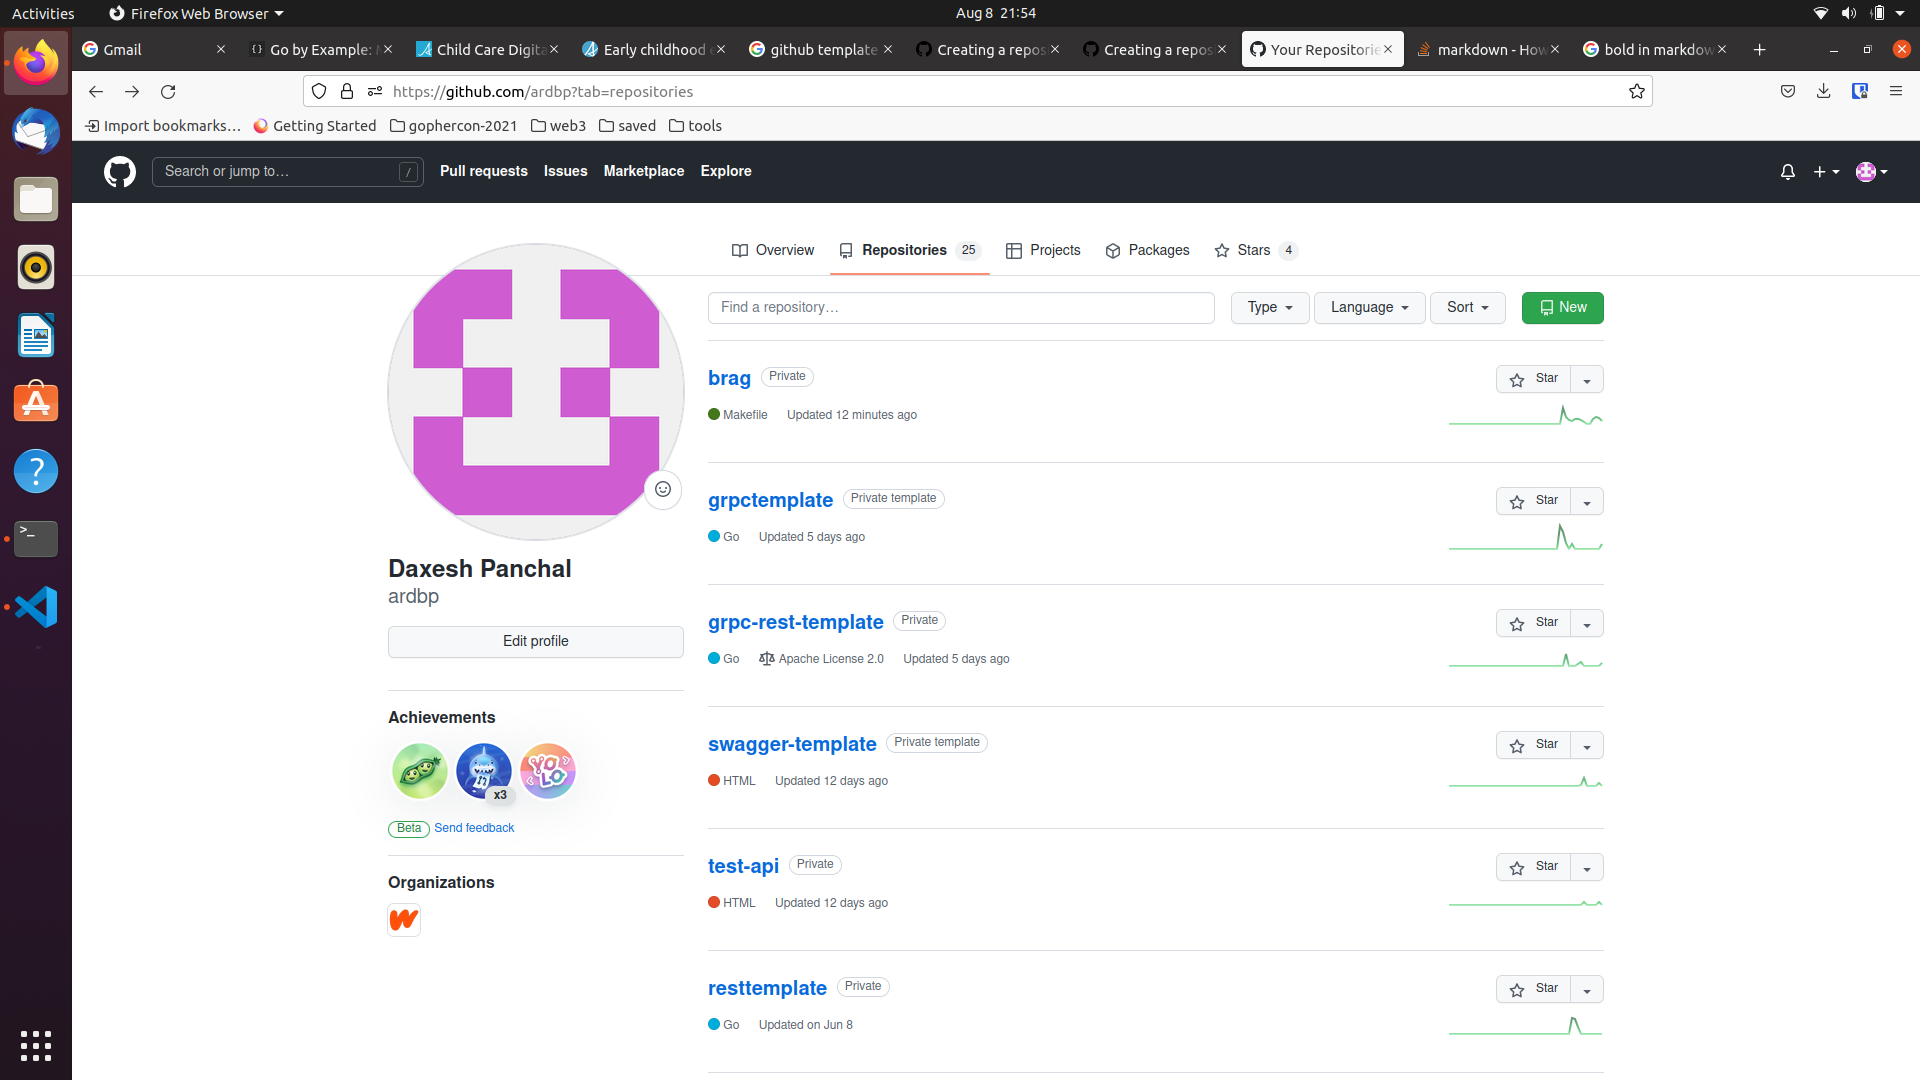 Activities Firefox Web Browser Aug 8 21:54
Gmail Go by Example: Child Care Digita Early childhood e github template Creating a repos Creating a repos Your Repositorie markdown - How bold in markdow
https://github.com/ardbp?tab=repositories
Import bookmarks... Getting Started gophercon-2021 web3 saved tools
Search or jump to... / Pull requests Issues Marketplace Explore
Overview Repositories 25 Projects Packages Stars 4
Find a repository... Type Language Sort New
brag Private Star
Makefile Updated 12 minutes ago
grpctemplate Private template Star
Go Updated 5 days ago
Daxesh Panchal
ardbp
Edit profile
grpc-rest-template Private Star
Go Apache License 2.0 Updated 5 days ago
Achievements
YOLO
x3
Beta Send feedback
Organizations
swagger-template Private template Star
HTML Updated 12 days ago
test-api Private Star
HTML Updated 12 days ago
resttemplate Private Star
Go Updated on Jun 8